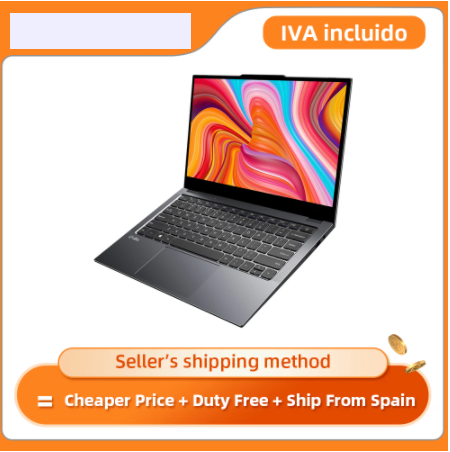 IVA incluido
Seller's shipping method
= Cheaper Price + Duty Free + Ship From Spain